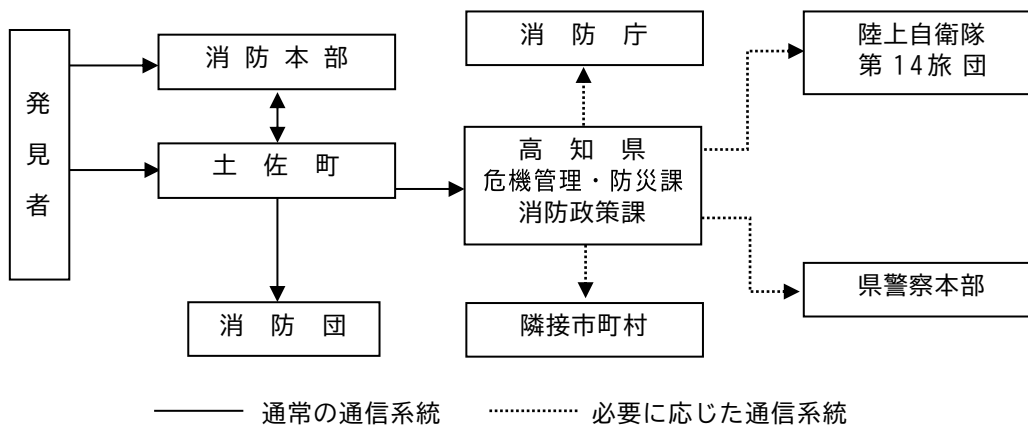 発見者
消防本部
土佐町
消防団
消防庁
高知県
危機管理・防災課
消防政策課
隣接市町村
陸上自衛隊
第14旅団
県警察本部
通常の通信系統
必要に応じた通信系統